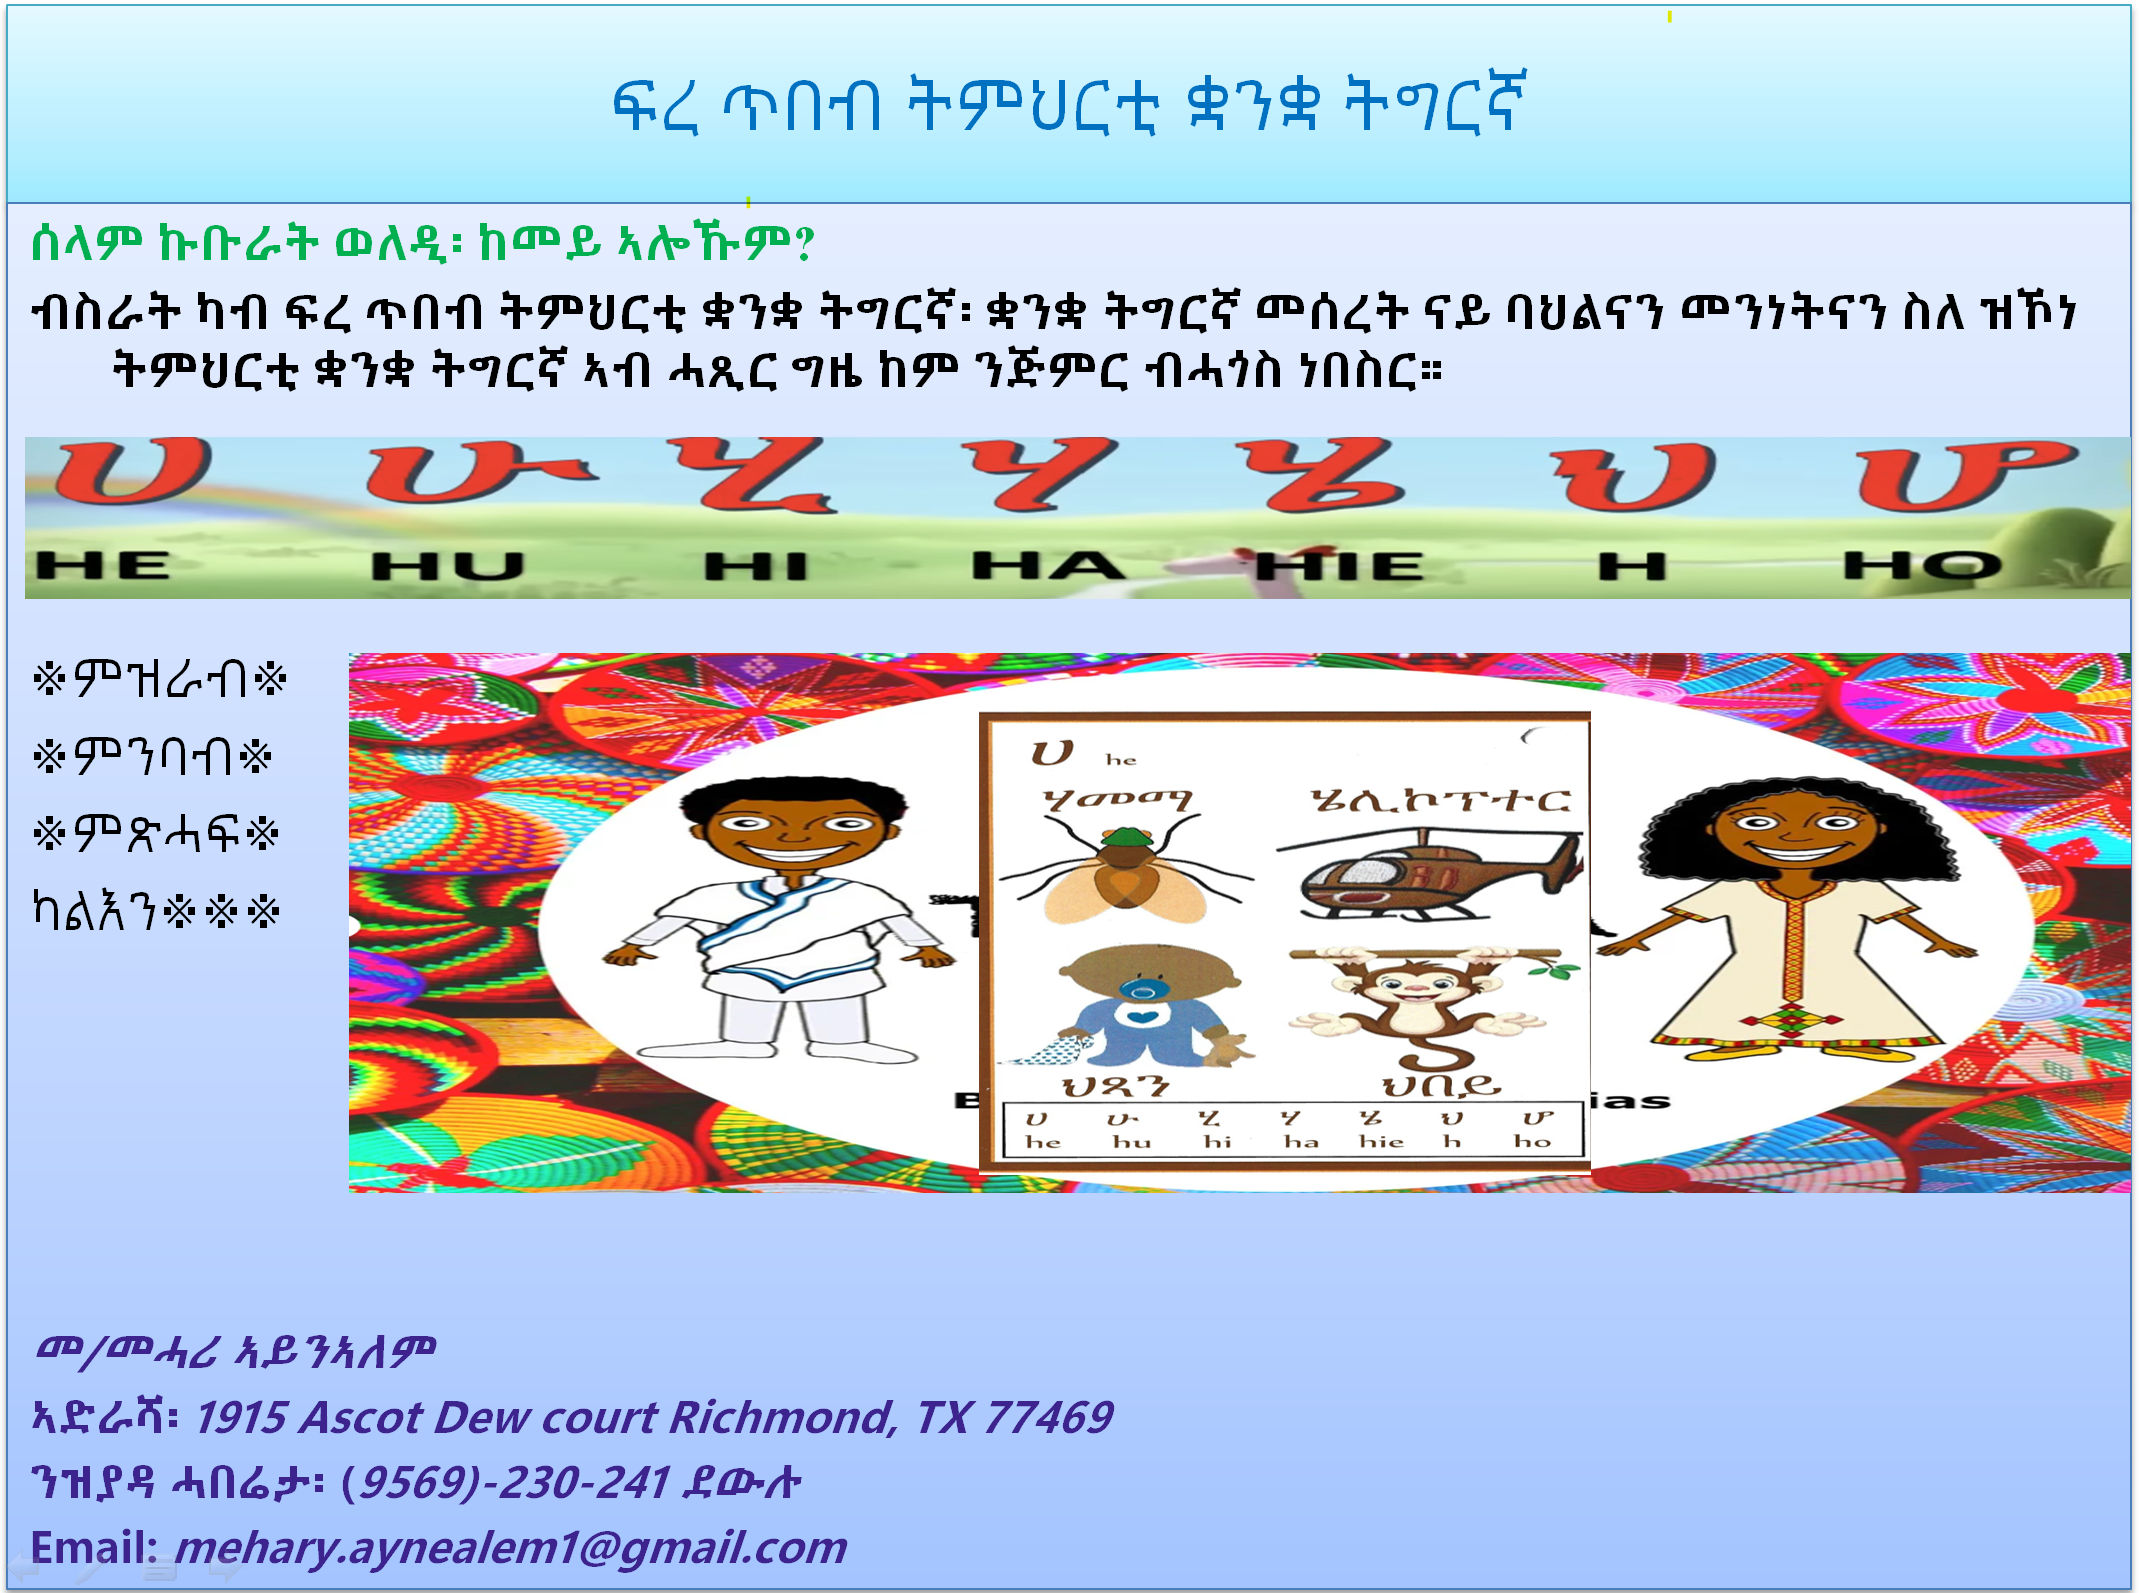 ፍረ ጥበብ ትምህርቲ ቋንቋ ትግርኛ
ሰላም ኩቡራት ወለዲ፡ ከመይ ኣሎኹም?
ብስራት ካብ ፍረ ጥበብ ትምህርቲ ቋንቋ ትግርኛ፡ ቋንቋ ትግርኛ መሰረት ናይ ባህልናን መንነትናን ስለ ዝኾነ
ትምህርቲ ቋንቋ ትግርኛ ኣብ ሓጺር ግዜ ከም ንጅምር ብሓጎስ ነበስር።
ሀ ሁ ሂ ሃ ሄ ህ ሆ
HE HU HI HA HIE H HO
※ምዝራብ※
※ምንባብ※
※ምጽሓፍ※
ካልእን※※※
ሀ he
ሃመማ ሄሊኮፕተር
ህጻን ህበይ
ሀ ሁ ሂ ሃ ሄ ህ ሆ
he hu hi ha hie h ho
መ/መሓሪ ኣይንኣለም
ኣድራሻ፡ 1915 Ascot Dew court Richmond, TX 77469
ንዝያዳ ሓበሬታ፡ (9569)-230-241 ደውሉ
Email: mehary.aynealem1@gmail.com